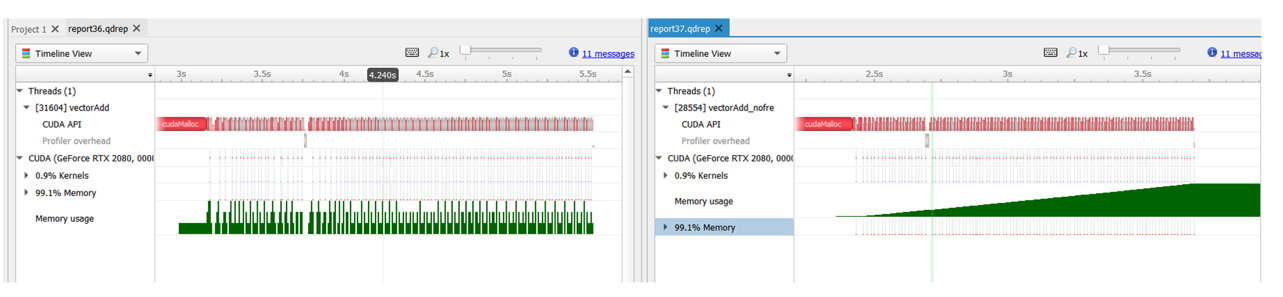 Project 1 X report36.qdrep X
Timeline View
1x
11 messages
3s 3.5s 4s 4.240s 4.5s 5s 5.5s
Threads (1)
[31604] vectorAdd
cudaMalloc
CUDA API
Profiler overhead
CUDA (GeForce RTX 2080, 000
0.9% Kernels
99.1% Memory
Memory usage
report37.qdrep X
Timeline View
1x
11 messag
2.5s 3s 3.5s
Threads (1)
[28554] vectorAdd_nofre
cudaMalloc
CUDA API
Profiler overhead
CUDA (GeForce RTX 2080, 000
0.9% Kernels
Memory usage
99.1% Memory